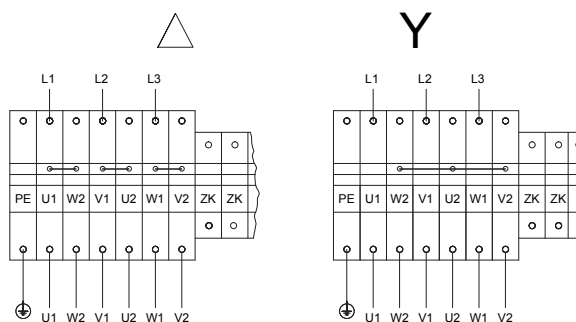 Y
L1 L2 L3 L1 L2 L3
PE U1 W2 V1 U2 W1 V2 ZK ZK PE U1 W2 V1 U2 W1 V2 ZK ZK
U1 W2 V1 U2 W1 V2 U1 W2 V1 U2 W1 V2